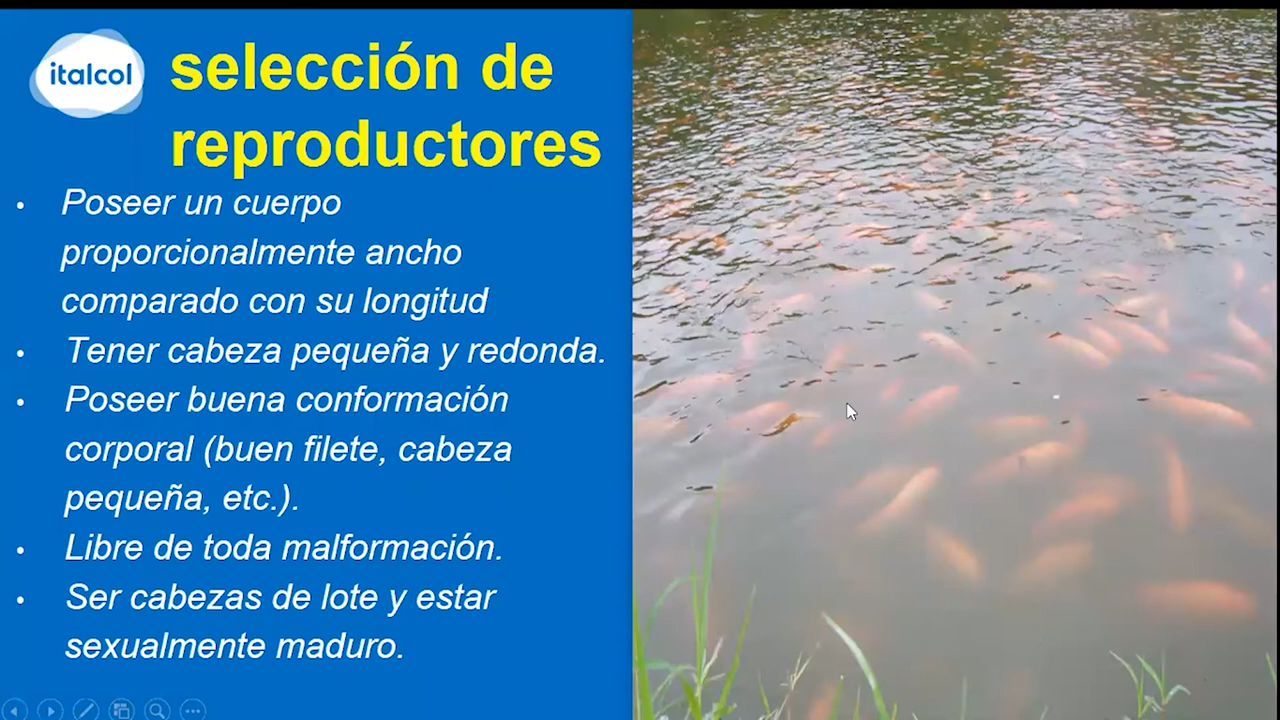 italcol
selección de
reproductores
• Poseer un cuerpo
proporcionalmente ancho
comparado con su longitud
• Tener cabeza pequeña y redonda.
• Poseer buena conformación
corporal (buen filete, cabeza
pequeña, etc.).
• Libre de toda malformación.
• Ser cabezas de lote y estar
sexualmente maduro.